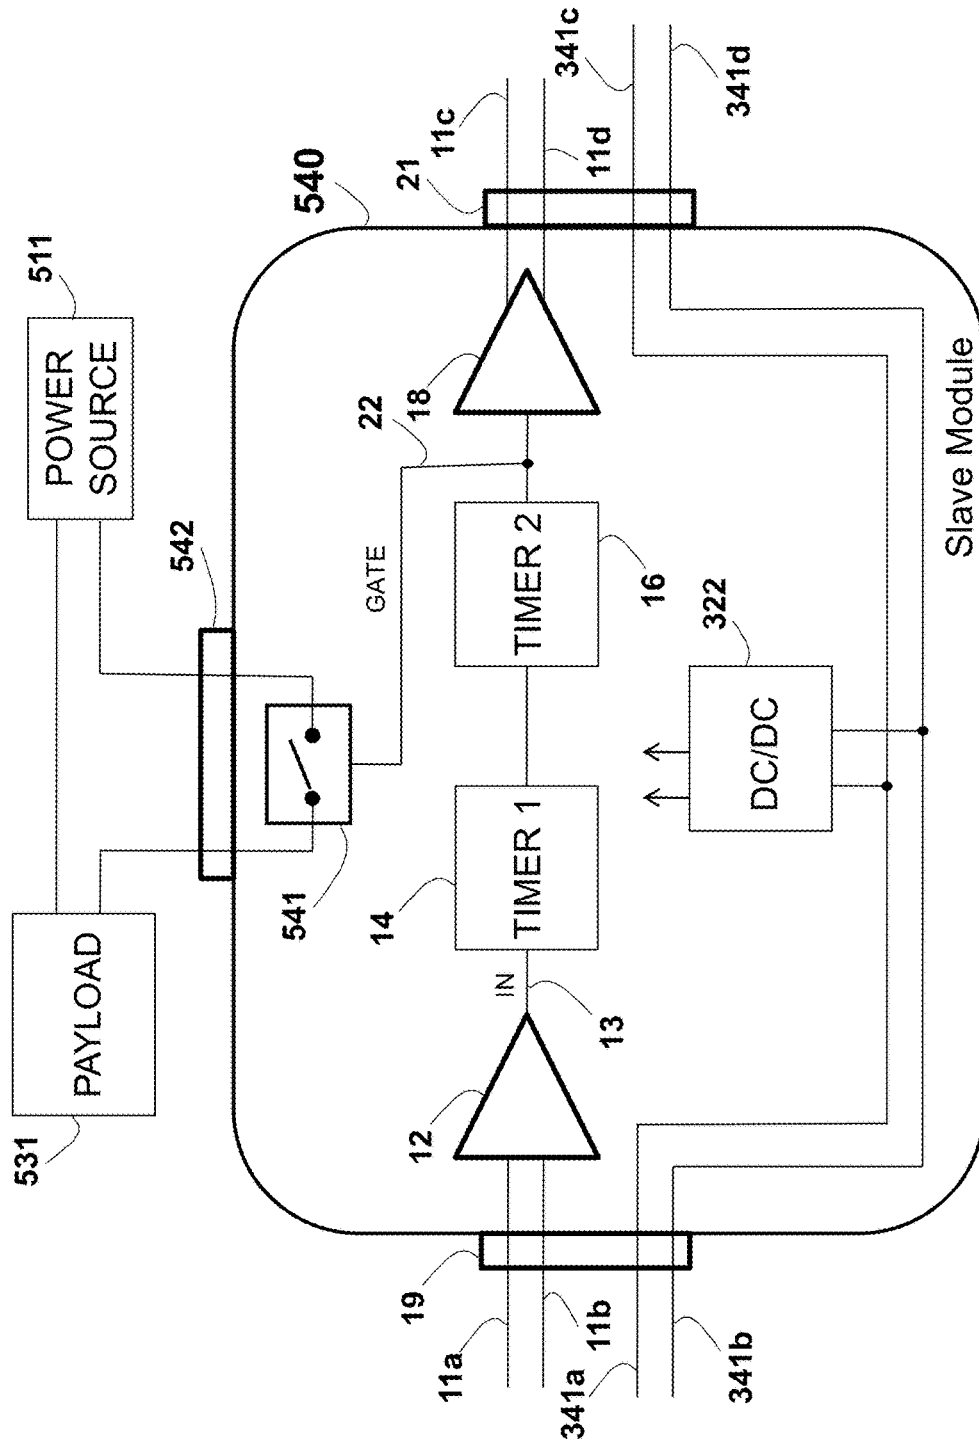 531
PAYLOAD
POWER
SOURCE
511
542
540
541
GATE
22
21
11c
11d
341c
341d
19
11a
11b
341a
341b
12
IN
13
14
TIMER 1
TIMER 2
16
18
DC/DC
322
Slave Module